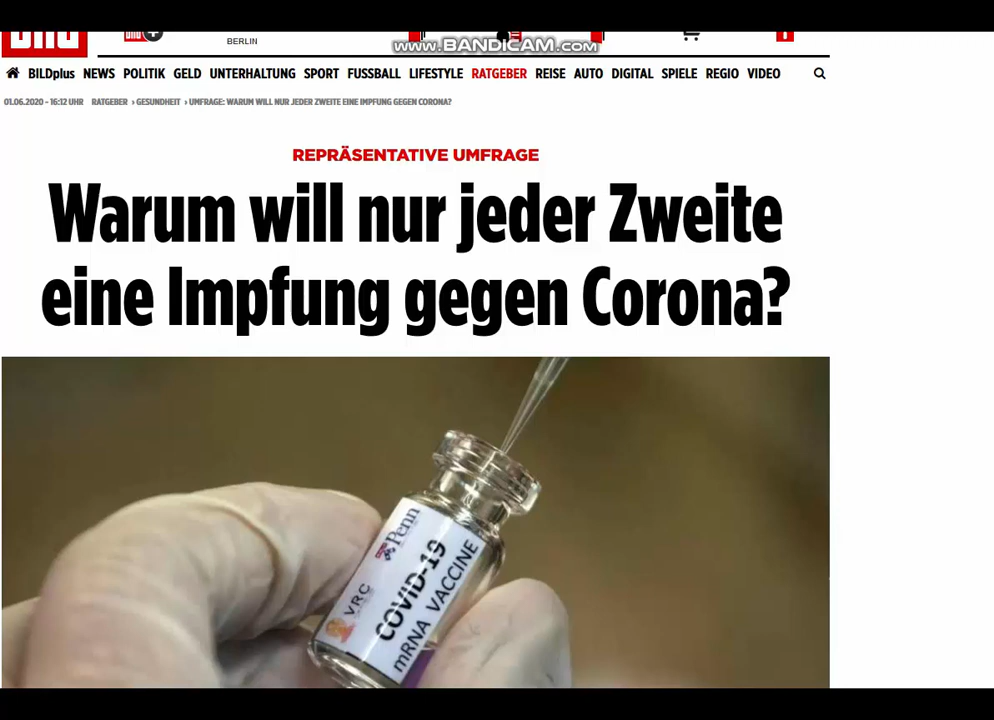 Bild
BERLIN
www.BANDICAM.com
BILDplus NEWS POLITIK GELD UNTERHALTUNG SPORT FUSSBALL LIFESTYLE RATGEBER REISE AUTO DIGITAL SPIELE REGIO VIDEO
01.06.2020 - 16:12 UHR RATGEBER › GESUNDHEIT › UMFRAGE: WARUM WILL NUR JEDER ZWEITE EINE IMPFUNG GEGEN CORONA?
REPRÄSENTATIVE UMFRAGE
Warum will nur jeder Zweite
eine Impfung gegen Corona?
Penn
VRC
COVID-19
mRNA VACCINE